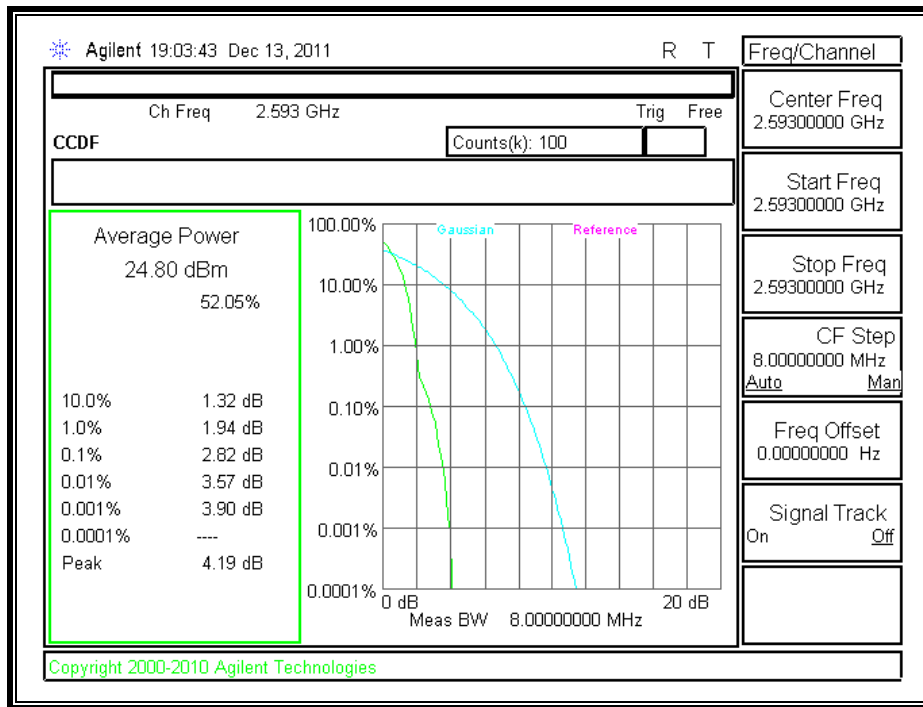 Agilent 19:03:43 Dec 13, 2011 R T
Ch Freq 2.593 GHz Trig Free
CCDF Counts(k): 100
Average Power
24.80 dBm
52.05%
10.0% 1.32 dB
1.0% 1.94 dB
0.1% 2.82 dB
0.01% 3.57 dB
0.001% 3.90 dB
0.0001% ----
Peak 4.19 dB
Gaussian Reference
100.00%
10.00%
1.00%
0.10%
0.01%
0.001%
0.0001%
0 dB 20 dB
Meas BW 8.00000000 MHz
Freq/Channel
Center Freq
2.59300000 GHz
Start Freq
2.59300000 GHz
Stop Freq
2.59300000 GHz
CF Step
8.00000000 MHz
Auto Man
Freq Offset
0.00000000 Hz
Signal Track
On Off
Copyright 2000-2010 Agilent Technologies